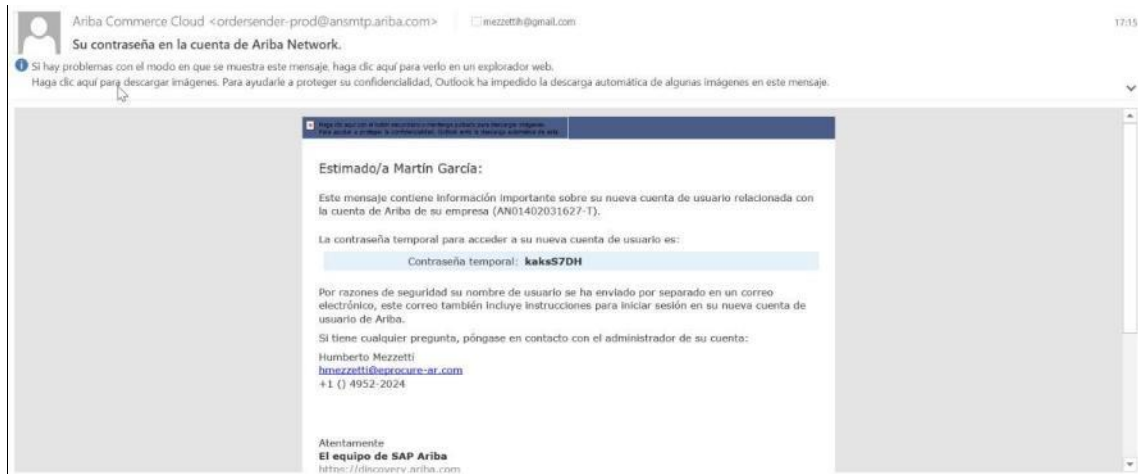 Ariba Commerce Cloud <ordersender-prod@ansmtp.ariba.com>
mezzettih@gmail.com
17:15
Su contraseña en la cuenta de Ariba Network.
Si hay problemas con el modo en que se muestra este mensaje, haga clic aquí para verlo en un explorador web.
Haga clic aquí para descargar imágenes. Para ayudarle a proteger su confidencialidad, Outlook ha impedido la descarga automática de algunas imágenes en este mensaje.
Estimado/a Martín García:
Este mensaje contiene información importante sobre su nueva cuenta de usuario relacionada con
la cuenta de Ariba de su empresa (AN01402031627-T).
La contraseña temporal para acceder a su nueva cuenta de usuario es:
Contraseña temporal: kaksS7DH
Por razones de seguridad su nombre de usuario se ha enviado por separado en un correo
electrónico, este correo también incluye instrucciones para iniciar sesión en su nueva cuenta de
usuario de Ariba.
Si tiene cualquier pregunta, póngase en contacto con el administrador de su cuenta:
Humberto Mezzetti
hmezzetti@eprocure-ar.com
+1 () 4952-2024
Atentamente
El equipo de SAP Ariba
https://discovery.ariba.com